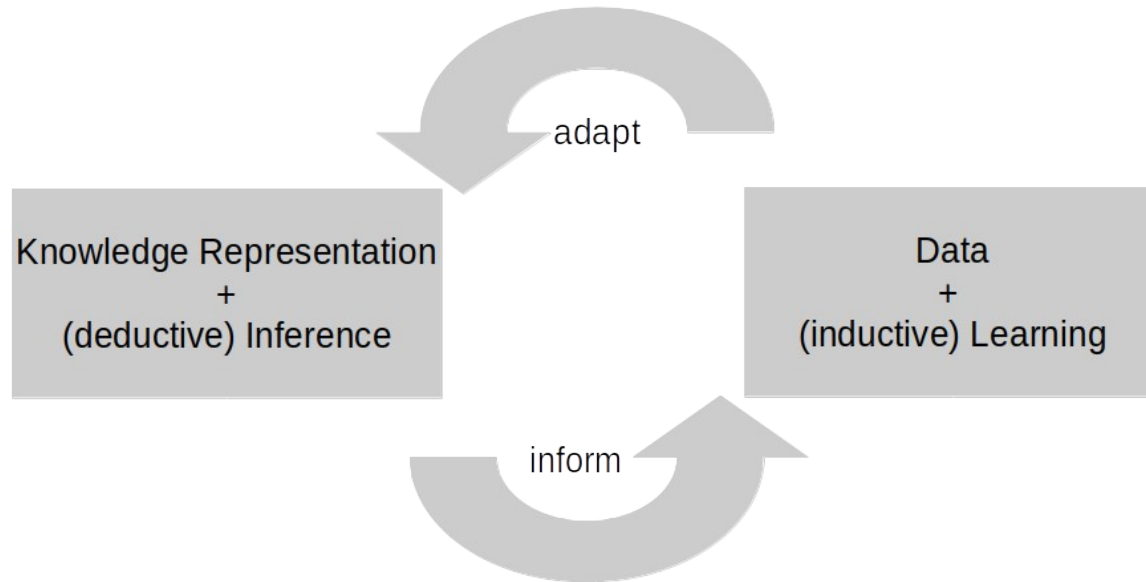 adapt
Knowledge Representation
+
(deductive) Inference
Data
+
(inductive) Learning
inform